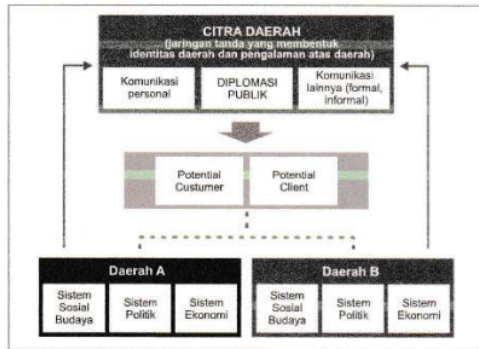 CITRA DAERAH
(jaringan tanda yang membentuk
identitas daerah dan pengalaman atas daerah)
Komunikasi
personal
DIPLOMASI
PUBLIK
Komunikasi
lainnya (formal,
informal)
Potential
Custumer
Potential
Client
Daerah A
Sistem
Sosial
Budaya
Sistem
Politik
Sistem
Ekonomi
Daerah B
Sistem
Sosial
Budaya
Sistem
Politik
Sistem
Ekonomi